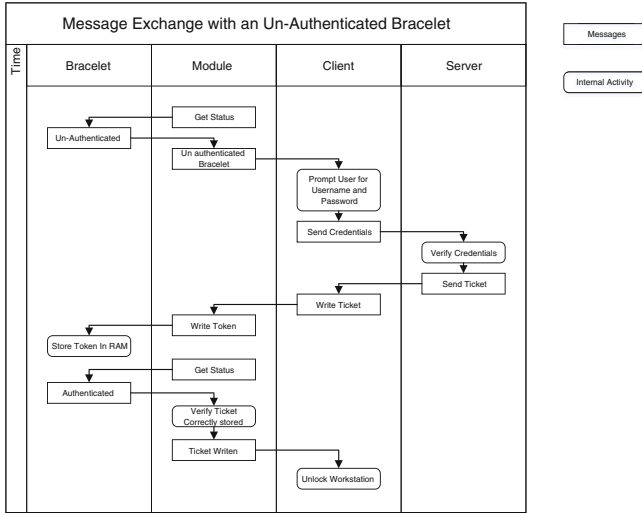 Message Exchange with an Un-Authenticated Bracelet
Time
Bracelet
Module
Client
Server
Messages
Internal Activity
Get Status
Un-Authenticated
Un authenticated
Bracelet
Prompt User for
Username and
Password
Send Credentials
Verify Credentials
Send Ticket
Write Ticket
Write Token
Store Token In RAM
Get Status
Authenticated
Verify Ticket
Correctly stored
Ticket Writen
Unlock Workstation